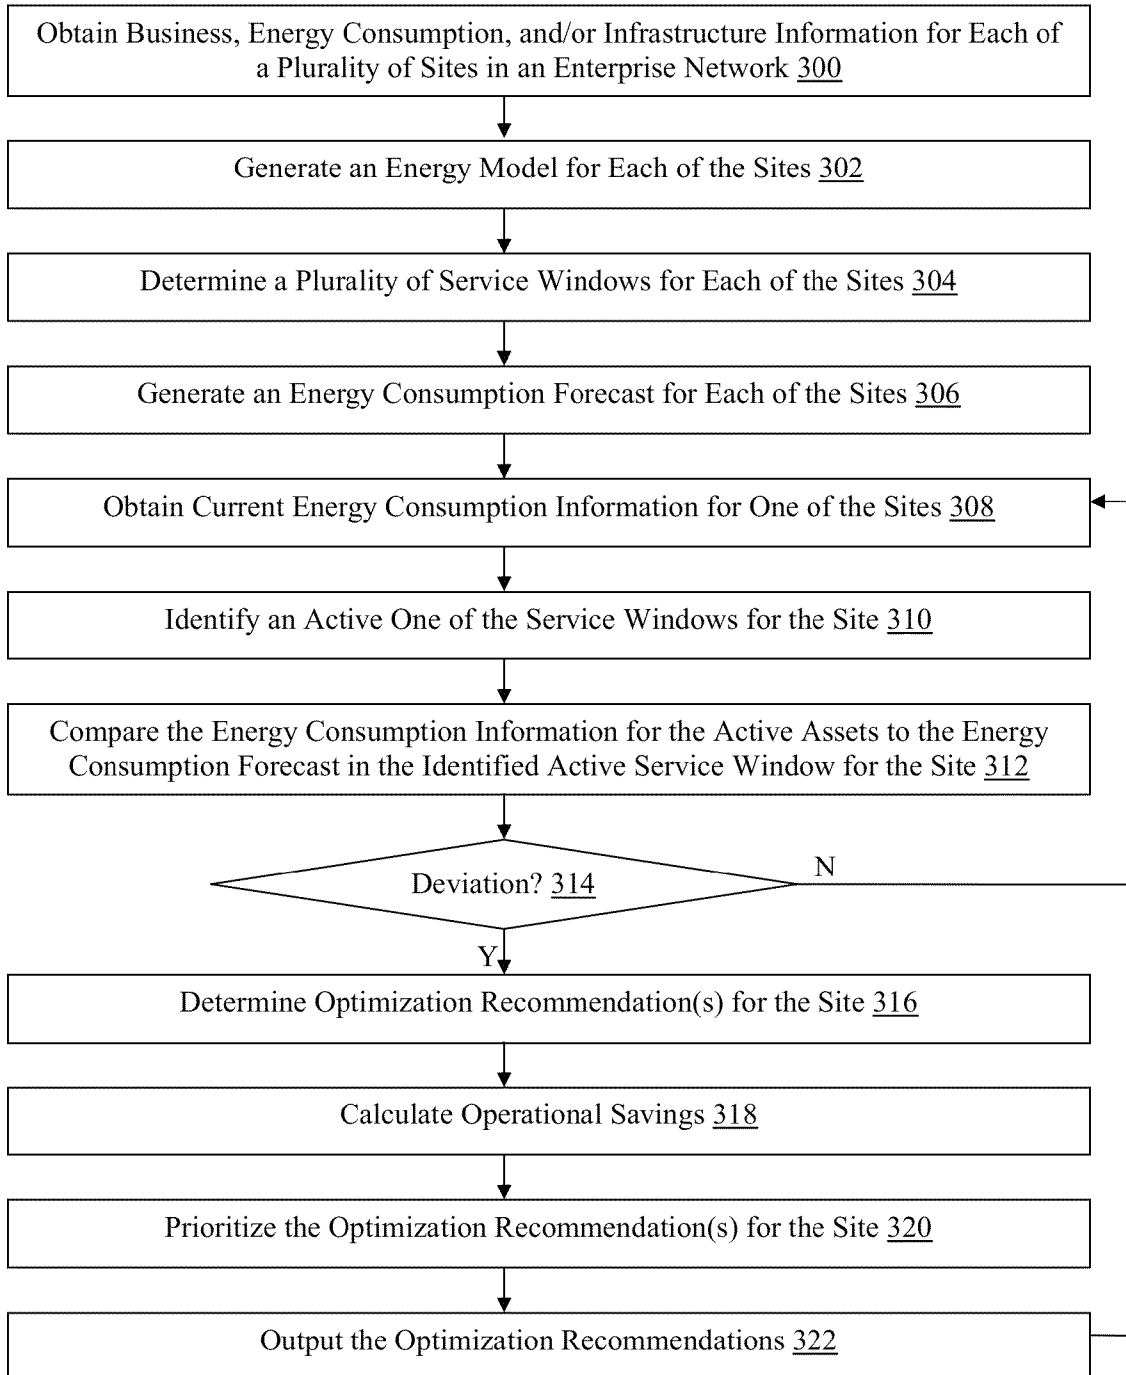 Obtain Business, Energy Consumption, and/or Infrastructure Information for Each of
a Plurality of Sites in an Enterprise Network 300
Generate an Energy Model for Each of the Sites 302
Determine a Plurality of Service Windows for Each of the Sites 304
Generate an Energy Consumption Forecast for Each of the Sites 306
Obtain Current Energy Consumption Information for One of the Sites 308
Identify an Active One of the Service Windows for the Site 310
Compare the Energy Consumption Information for the Active Assets to the Energy
Consumption Forecast in the Identified Active Service Window for the Site 312
N
Deviation? 314
Y
Determine Optimization Recommendation(s) for the Site 316
Calculate Operational Savings 318
Prioritize the Optimization Recommendation(s) for the Site 320
Output the Optimization Recommendations 322